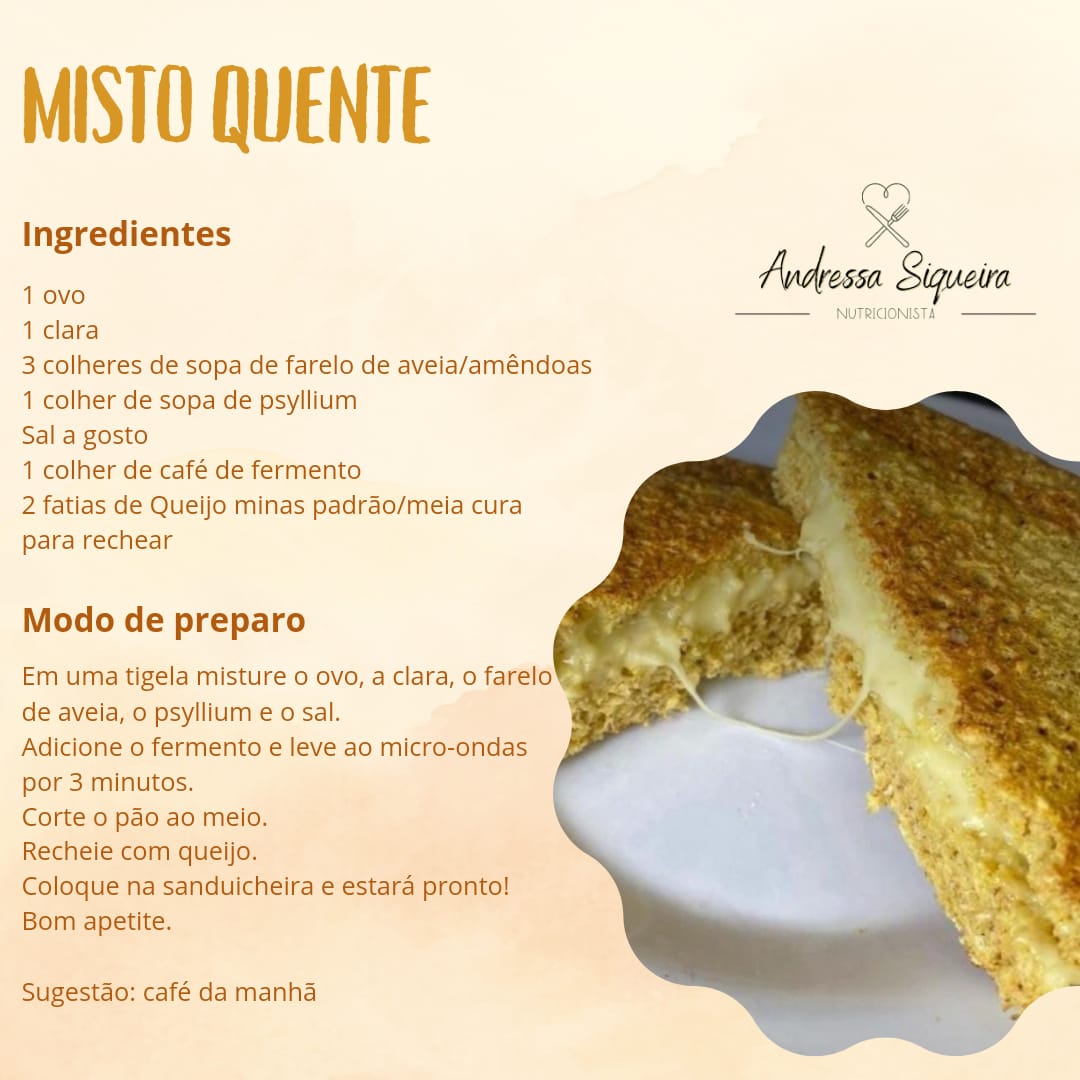 MISTO QUENTE
Andressa Siqueira
NUTRICIONISTA
Ingredientes
1 ovo
1 clara
3 colheres de sopa de farelo de aveia/amêndoas
1 colher de sopa de psyllium
Sal a gosto
1 colher de café de fermento
2 fatias de Queijo minas padrão/meia cura
para rechear
Modo de preparo
Em uma tigela misture o ovo, a clara, o farelo
de aveia, o psyllium e o sal.
Adicione o fermento e leve ao micro-ondas
por 3 minutos.
Corte o pão ao meio.
Recheie com queijo.
Coloque na sanduicheira e estará pronto!
Bom apetite.
Sugestão: café da manhã